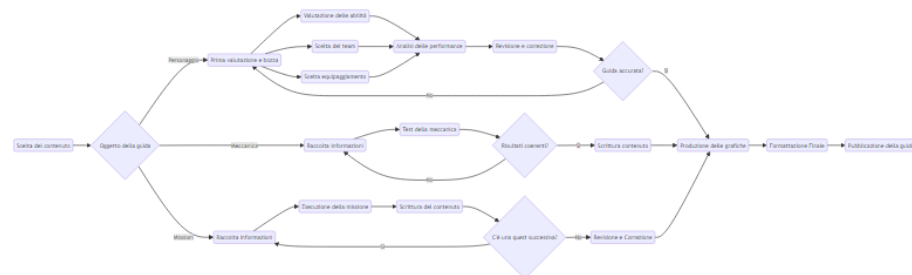 Valutazione delle abilità
Scelta del team
Scelta equipaggiamento
Personaggio
Prima valutazione e bozza
Analisi delle performance
Revisione e correzione
Guida accurata?
Sì
No
Scelta del contenuto
Oggetto della guida
Meccanica
Raccolta informazioni
Test della meccanica
Risultati coerenti?
Sì
No
Scrittura contenuto
Produzione delle grafiche
Formattazione Finale
Pubblicazione della guida
Missioni
Raccolta informazioni
Esecuzione della missione
Scrittura del contenuto
C'è una quest successiva?
Sì
No
Revisione e Correzione